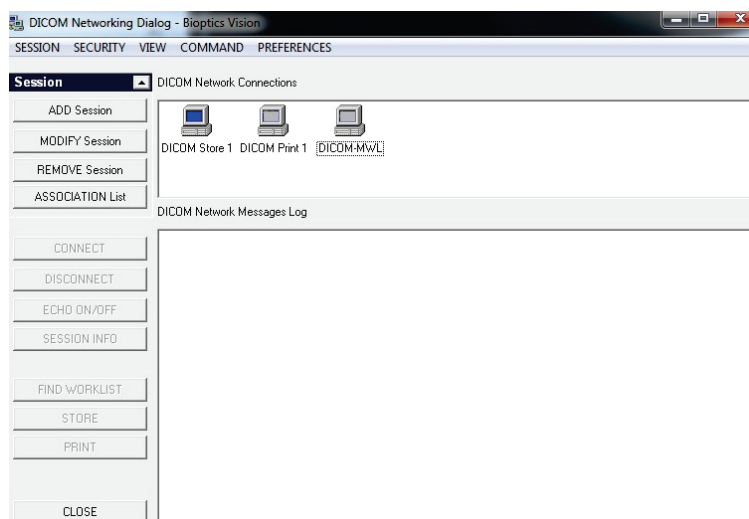 DICOM Networking Dialog - Bioptics Vision
SESSION SECURITY VIEW COMMAND PREFERENCES
Session
ADD Session
MODIFY Session
REMOVE Session
ASSOCIATION List
CONNECT
DISCONNECT
ECHO ON/OFF
SESSION INFO
FIND WORKLIST
STORE
PRINT
CLOSE
DICOM Network Connections
DICOM Store 1 DICOM Print 1 DICOM-MWL
DICOM Network Messages Log